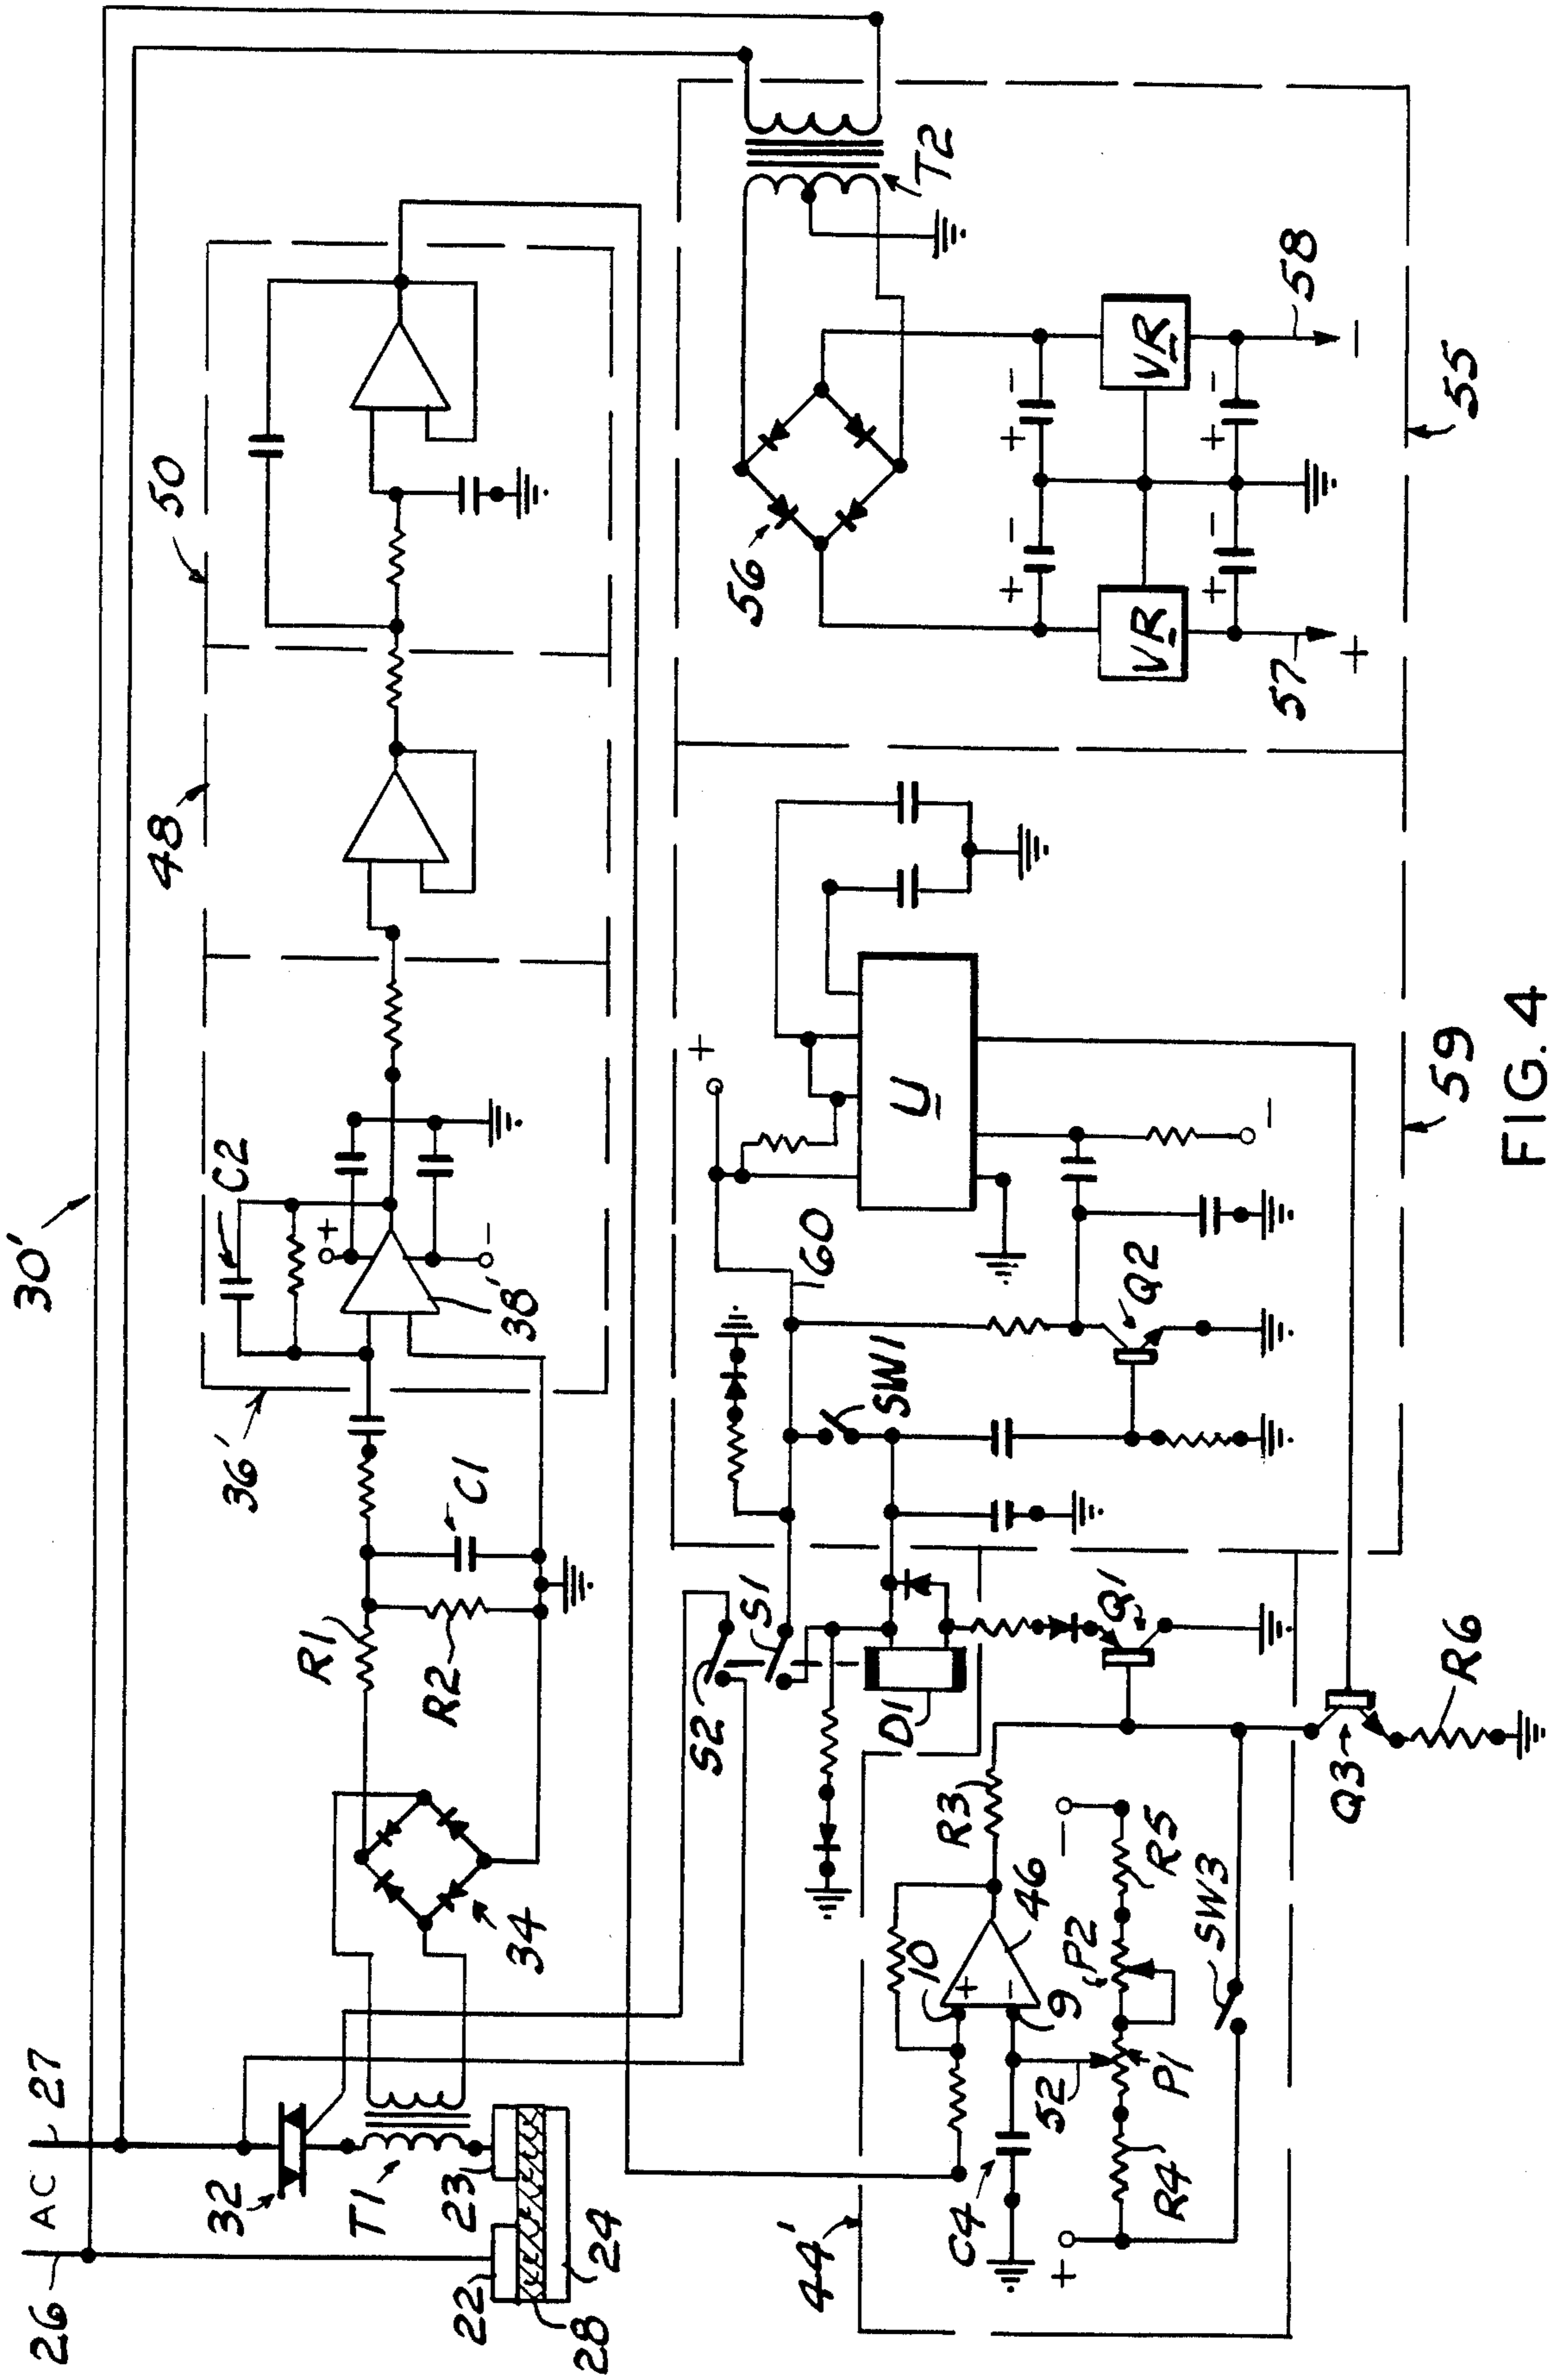 30'
26
AC
27
32
T1
23
22
28
24
34
R1
R2
C1
36'
C2
+
−
38'
48
50
T2
56
+
−
+
−
+
−
+
−
VR
VR
57
+
58
−
55
S2
S1
D1
SW1
60
+
U
−
Q2
59
Q1
44'
C4
10
+
−
9
46
R3
52
+
R4
P1
P2
R5
−
SW3
Q3
R6
FIG. 4